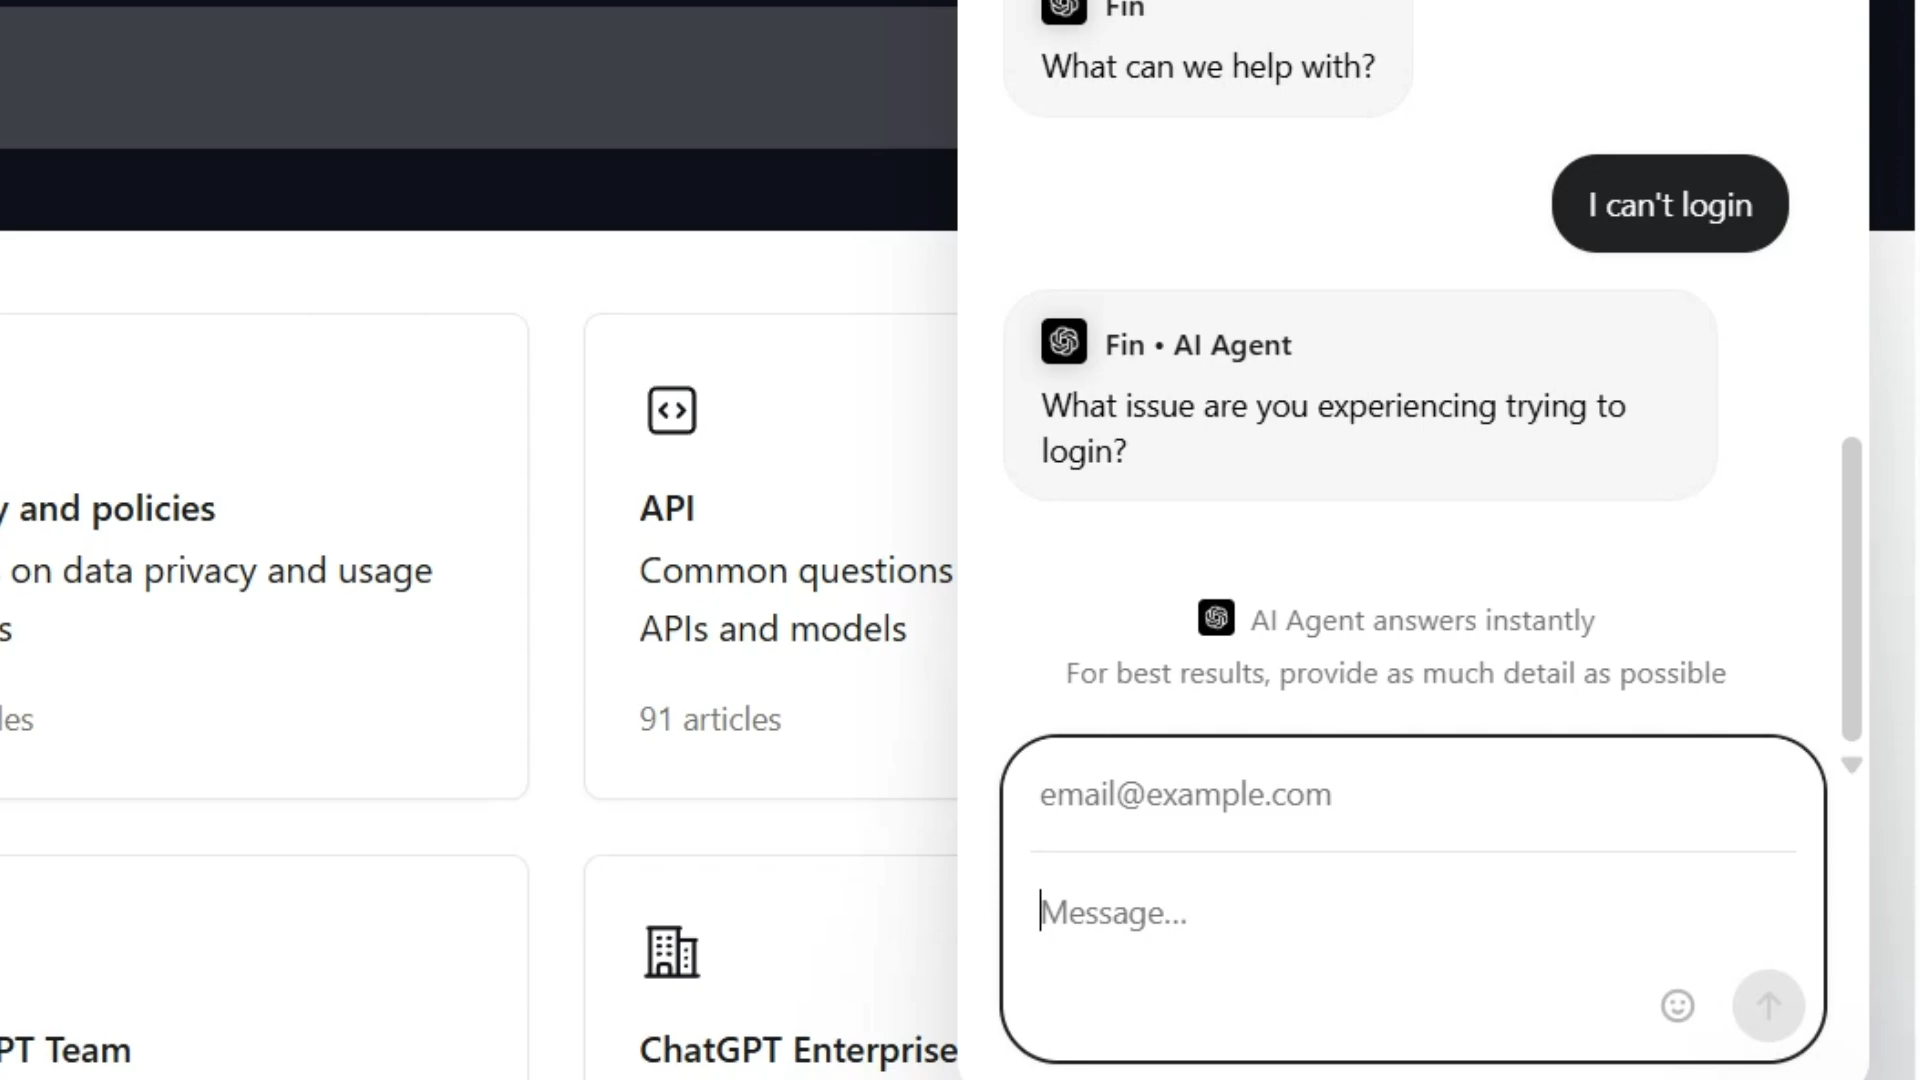 Fin
What can we help with?
I can't login
Fin • AI Agent
What issue are you experiencing trying to
login?
AI Agent answers instantly
For best results, provide as much detail as possible
email@example.com
Message...
and policies
on data privacy and usage
API
Common questions
APIs and models
91 articles
Team
ChatGPT Enterprise